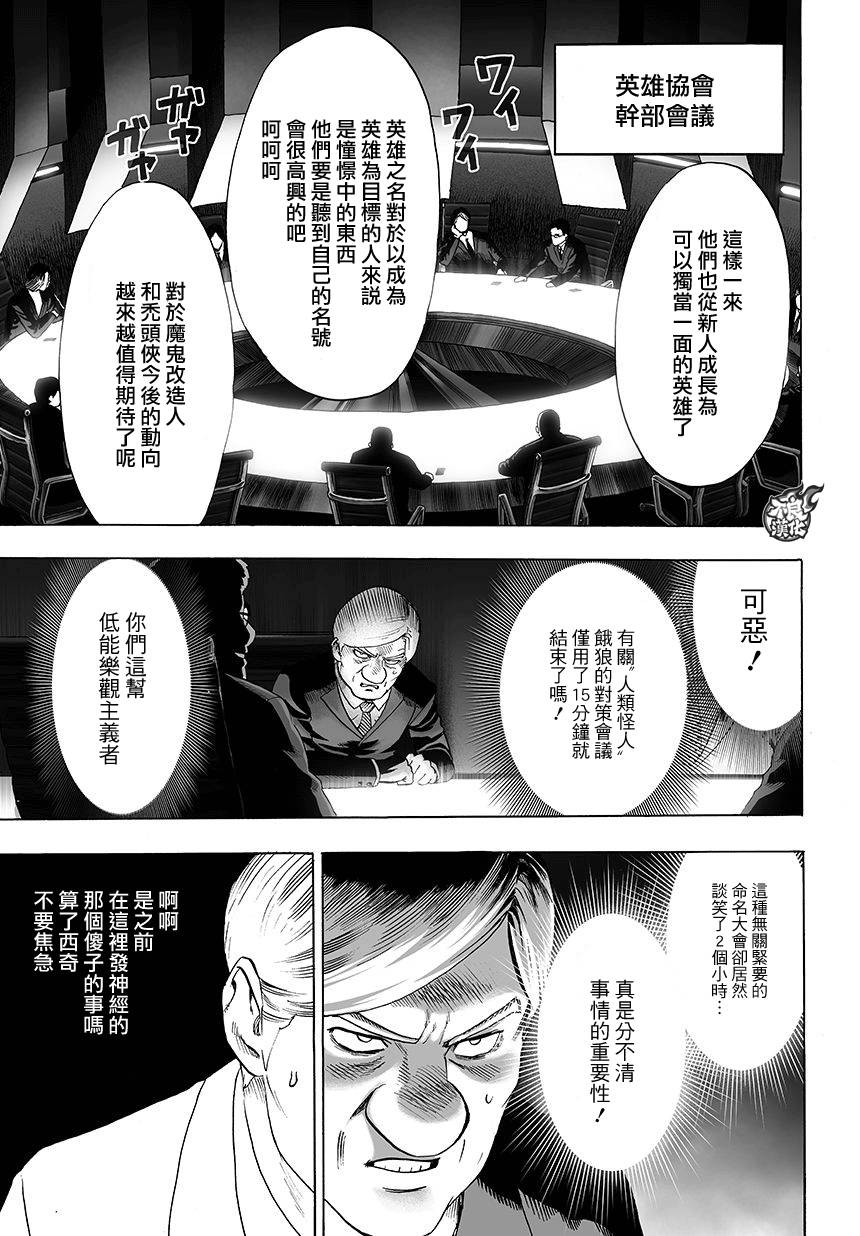 英雄協會
幹部會議
這樣一來
他們也從新人成長為
可以獨當一面的英雄了
ワイ
ワイ
英雄之名對於以成為
英雄為目標的人來說
是憧憬中的東西
他們要是聽到自己的名號
會很高興的吧
呵呵呵
ガヤ
ガヤ
對於魔鬼改造人
和禿頭俠今後的動向
越來越值得期待了呢
漢化
可惡！
有關〝人類怪人〞
餓狼的對策會議
僅用了15分鐘就
結束了嗎！
你們這幫
低能樂觀主義者
這種無關緊要的
命名大會卻居然
談笑了2個小時…
真是分不清
事情的重要性！
啊啊
是之前
在這裡發神經的
那個傻子的事嗎
算了西奇
不要焦急